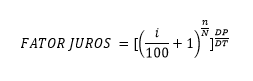 FATOR JUROS = [(i/100 + 1)^(n/N)]^(DP/DT)